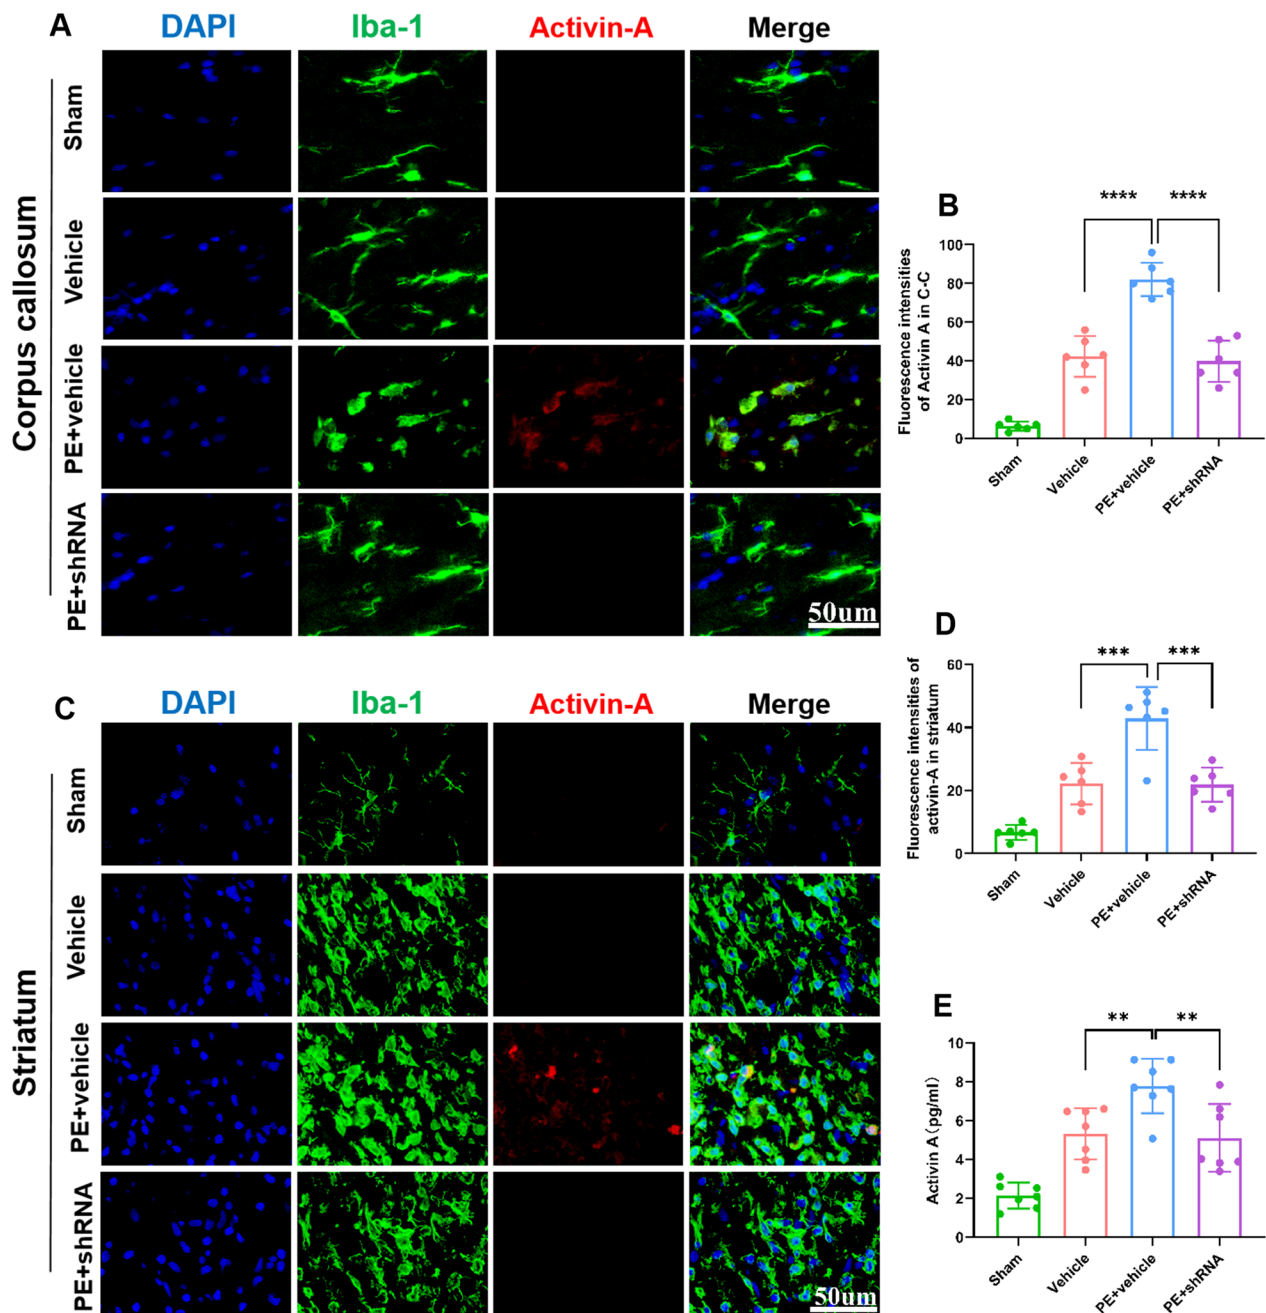 A
DAPI Iba-1 Activin-A Merge
Corpus callosum
Sham
Vehicle
PE+vehicle
PE+shRNA
50um
B
**** ****
Fluorescence intensities
of Activin A in C-C
100
80
60
40
20
0
Sham Vehicle PE+vehicle PE+shRNA
C
DAPI Iba-1 Activin-A Merge
Striatum
Sham
Vehicle
PE+vehicle
PE+shRNA
50um
D
*** ***
Fluorescence intensities of
activin-A in striatum
60
40
20
0
Sham Vehicle PE+vehicle PE+shRNA
E
** **
Activin A(pg/ml)
10
8
6
4
2
0
Sham Vehicle PE+vehicle PE+shRNA